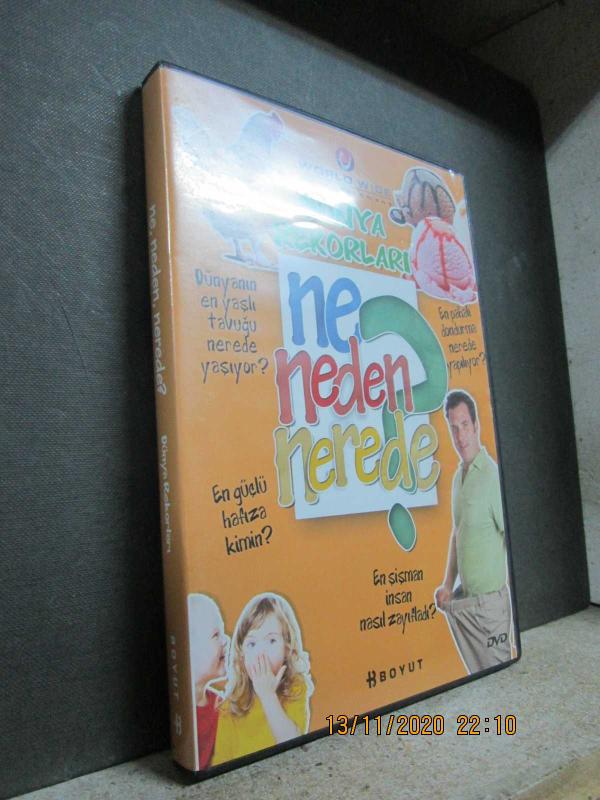 WORLD WIDE
DÜNYA
REKORLARI
ne
neden
nerede
?
Dünyanın
en yaşlı
tavuğu
nerede
yaşıyor?
En pahalı
dondurma
nerede
yapılıyor?
En güçlü
hafıza
kimin?
En şişman
insan
nasıl zayıfladı?
DVD
BOYUT
ne neden nerede?
Dünya Rekorları
BOYUT
13/11/2020 22:10